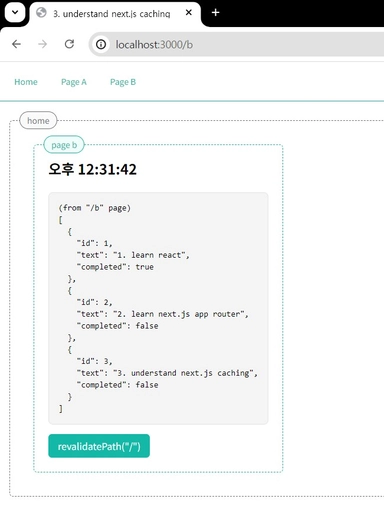 3. understand next.js caching
localhost:3000/b
Home Page A Page B
home
page b
오후 12:31:42
(from "/b" page)
[
  {
    "id": 1,
    "text": "1. learn react",
    "completed": true
  },
  {
    "id": 2,
    "text": "2. learn next.js app router",
    "completed": false
  },
  {
    "id": 3,
    "text": "3. understand next.js caching",
    "completed": false
  }
]
revalidatePath("/")